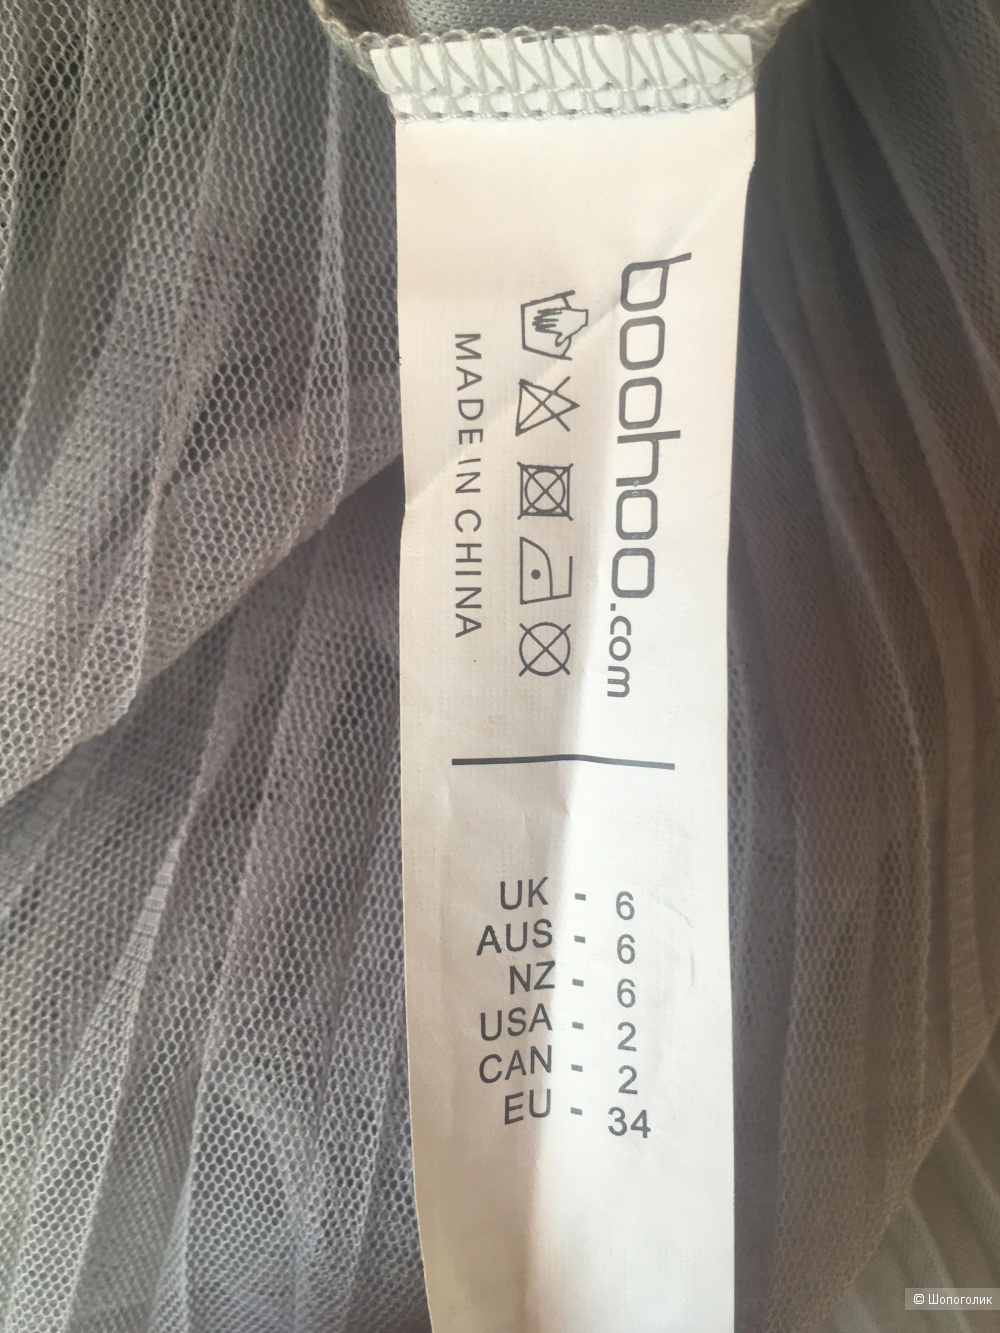 boohoo.com
MADE IN CHINA
UK - 6
AUS - 6
NZ - 6
USA - 2
CAN - 2
EU - 34
© Шопоголик